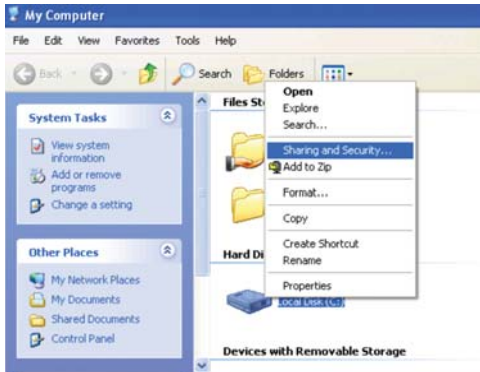 My Computer
File Edit View Favorites Tools Help
Back Search Folders
System Tasks
View system
information
Add or remove
programs
Change a setting
Other Places
My Network Places
My Documents
Shared Documents
Control Panel
Files St
Hard Di
Local Disk (C:)
Devices with Removable Storage
Open
Explore
Search...
Sharing and Security...
Add to Zip
Format...
Copy
Create Shortcut
Rename
Properties